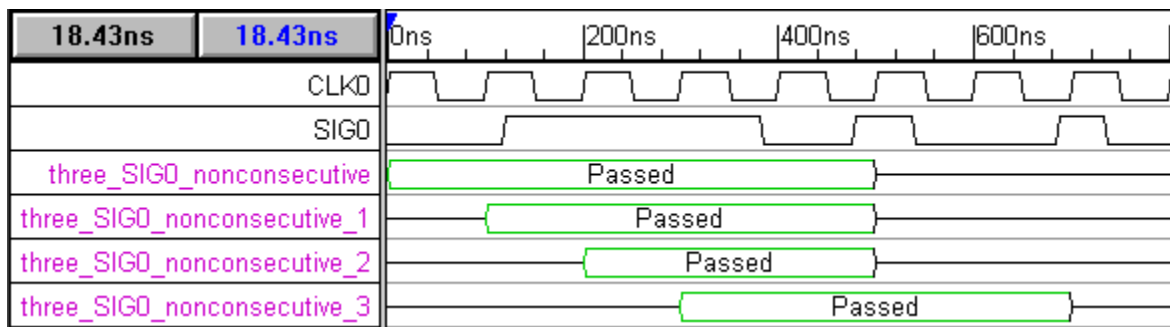 18.43ns 18.43ns 0ns 200ns 400ns 600ns
CLK0
SIG0
three_SIG0_nonconsecutive Passed
three_SIG0_nonconsecutive_1 Passed
three_SIG0_nonconsecutive_2 Passed
three_SIG0_nonconsecutive_3 Passed